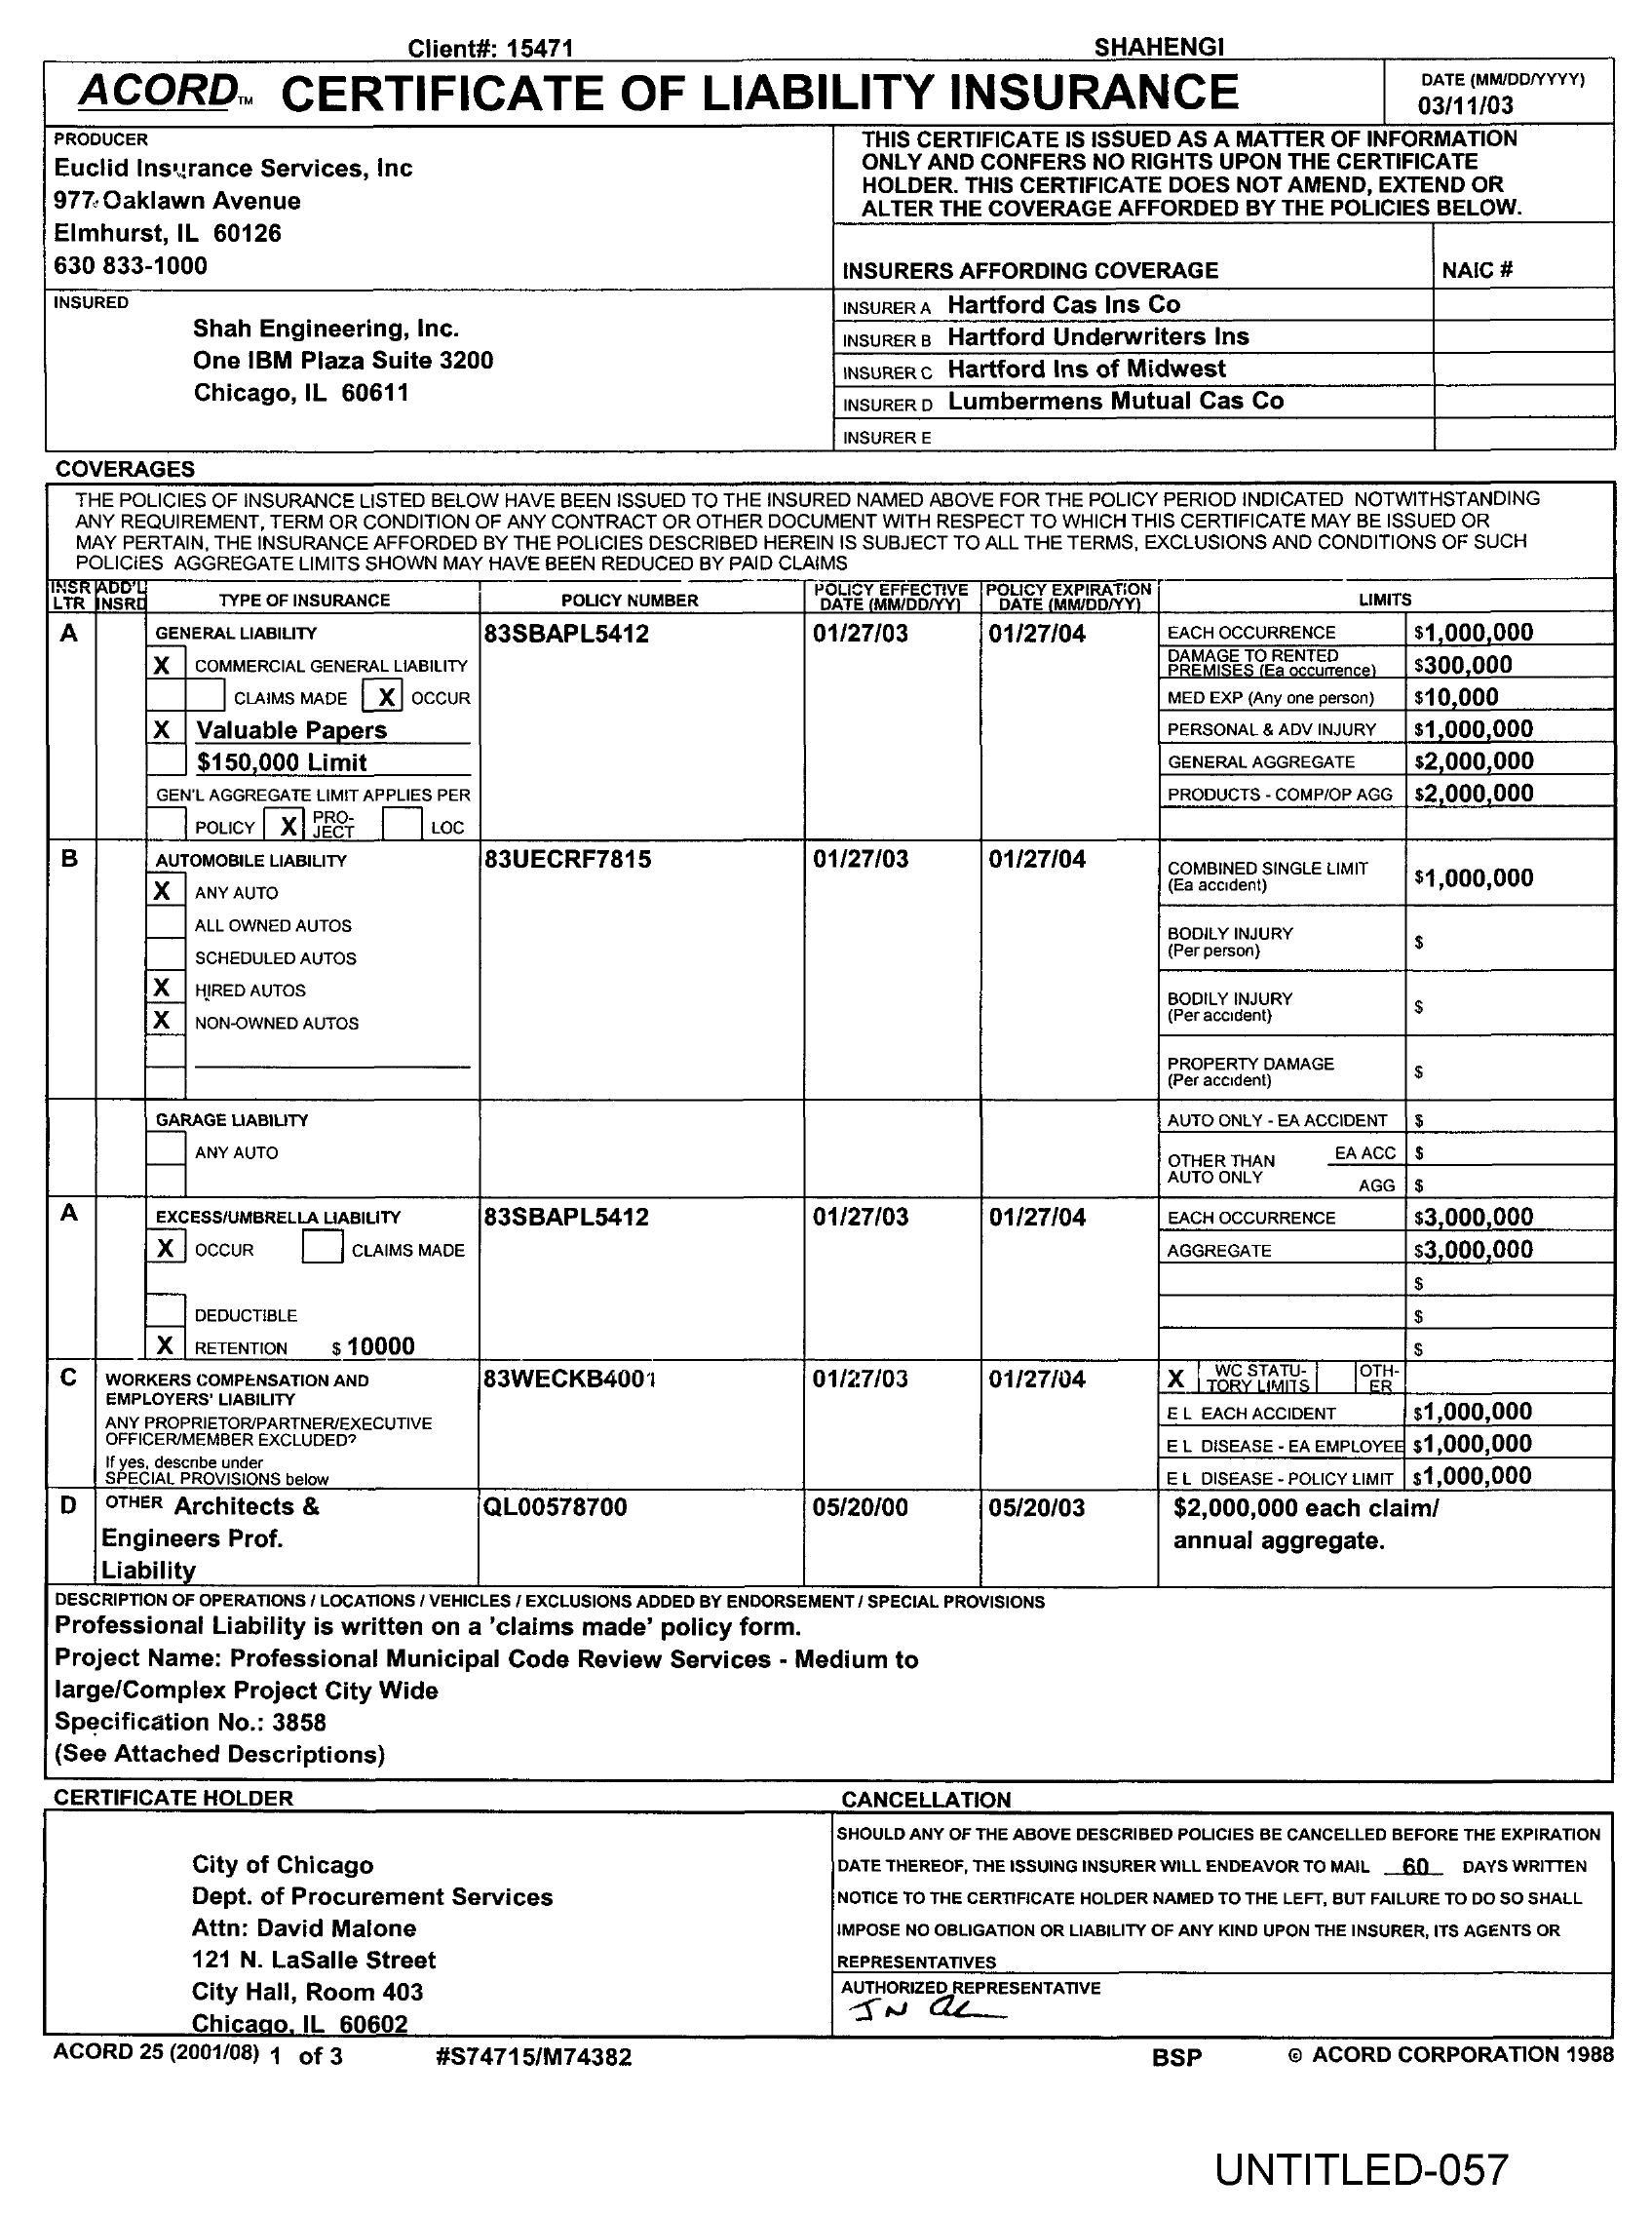 Client#: 15471 SHAHENGI
ACORD™ CERTIFICATE OF LIABILITY INSURANCE
DATE (MM/DD/YYYY)
03/11/03
PRODUCER
Euclid Insurance Services, Inc
977 Oaklawn Avenue
Elmhurst, IL 60126
630 833-1000
THIS CERTIFICATE IS ISSUED AS A MATTER OF INFORMATION
ONLY AND CONFERS NO RIGHTS UPON THE CERTIFICATE
HOLDER. THIS CERTIFICATE DOES NOT AMEND, EXTEND OR
ALTER THE COVERAGE AFFORDED BY THE POLICIES BELOW.
INSURERS AFFORDING COVERAGE NAIC #
INSURED
Shah Engineering, Inc.
One IBM Plaza Suite 3200
Chicago, IL 60611
INSURER A Hartford Cas Ins Co
INSURER B Hartford Underwriters Ins
INSURER C Hartford Ins of Midwest
INSURER D Lumbermens Mutual Cas Co
INSURER E
COVERAGES
THE POLICIES OF INSURANCE LISTED BELOW HAVE BEEN ISSUED TO THE INSURED NAMED ABOVE FOR THE POLICY PERIOD INDICATED NOTWITHSTANDING
ANY REQUIREMENT, TERM OR CONDITION OF ANY CONTRACT OR OTHER DOCUMENT WITH RESPECT TO WHICH THIS CERTIFICATE MAY BE ISSUED OR
MAY PERTAIN, THE INSURANCE AFFORDED BY THE POLICIES DESCRIBED HEREIN IS SUBJECT TO ALL THE TERMS, EXCLUSIONS AND CONDITIONS OF SUCH
POLICIES AGGREGATE LIMITS SHOWN MAY HAVE BEEN REDUCED BY PAID CLAIMS
INSR LTR ADD'L INSRD TYPE OF INSURANCE POLICY NUMBER POLICY EFFECTIVE DATE (MM/DD/YY) POLICY EXPIRATION DATE (MM/DD/YY) LIMITS
A GENERAL LIABILITY 83SBAPL5412 01/27/03 01/27/04 EACH OCCURRENCE $1,000,000
X COMMERCIAL GENERAL LIABILITY DAMAGE TO RENTED PREMISES (Ea occurrence) $300,000
CLAIMS MADE X OCCUR MED EXP (Any one person) $10,000
X Valuable Papers PERSONAL & ADV INJURY $1,000,000
$150,000 Limit GENERAL AGGREGATE $2,000,000
GEN'L AGGREGATE LIMIT APPLIES PER PRODUCTS - COMP/OP AGG $2,000,000
POLICY X PRO-JECT LOC
B AUTOMOBILE LIABILITY 83UECRF7815 01/27/03 01/27/04 COMBINED SINGLE LIMIT (Ea accident) $1,000,000
X ANY AUTO
ALL OWNED AUTOS BODILY INJURY (Per person) $
SCHEDULED AUTOS
X HIRED AUTOS BODILY INJURY (Per accident) $
X NON-OWNED AUTOS
PROPERTY DAMAGE (Per accident) $
GARAGE LIABILITY AUTO ONLY - EA ACCIDENT $
ANY AUTO OTHER THAN AUTO ONLY EA ACC $
AGG $
A EXCESS/UMBRELLA LIABILITY 83SBAPL5412 01/27/03 01/27/04 EACH OCCURRENCE $3,000,000
X OCCUR CLAIMS MADE AGGREGATE $3,000,000
$
DEDUCTIBLE $
X RETENTION $ 10000 $
C WORKERS COMPENSATION AND 83WECKB4001 01/27/03 01/27/04 X WC STATU-TORY LIMITS OTH-ER
EMPLOYERS' LIABILITY
ANY PROPRIETOR/PARTNER/EXECUTIVE E L EACH ACCIDENT $1,000,000
OFFICER/MEMBER EXCLUDED? E L DISEASE - EA EMPLOYEE $1,000,000
If yes, describe under
SPECIAL PROVISIONS below E L DISEASE - POLICY LIMIT $1,000,000
D OTHER Architects & QL00578700 05/20/00 05/20/03 $2,000,000 each claim/
Engineers Prof. annual aggregate.
Liability
DESCRIPTION OF OPERATIONS / LOCATIONS / VEHICLES / EXCLUSIONS ADDED BY ENDORSEMENT / SPECIAL PROVISIONS
Professional Liability is written on a 'claims made' policy form.
Project Name: Professional Municipal Code Review Services - Medium to
large/Complex Project City Wide
Specification No.: 3858
(See Attached Descriptions)
CERTIFICATE HOLDER
City of Chicago
Dept. of Procurement Services
Attn: David Malone
121 N. LaSalle Street
City Hall, Room 403
Chicago, IL 60602
CANCELLATION
SHOULD ANY OF THE ABOVE DESCRIBED POLICIES BE CANCELLED BEFORE THE EXPIRATION
DATE THEREOF, THE ISSUING INSURER WILL ENDEAVOR TO MAIL 60 DAYS WRITTEN
NOTICE TO THE CERTIFICATE HOLDER NAMED TO THE LEFT, BUT FAILURE TO DO SO SHALL
IMPOSE NO OBLIGATION OR LIABILITY OF ANY KIND UPON THE INSURER, ITS AGENTS OR
REPRESENTATIVES
AUTHORIZED REPRESENTATIVE
ACORD 25 (2001/08) 1 of 3 #S74715/M74382 BSP © ACORD CORPORATION 1988
UNTITLED-057